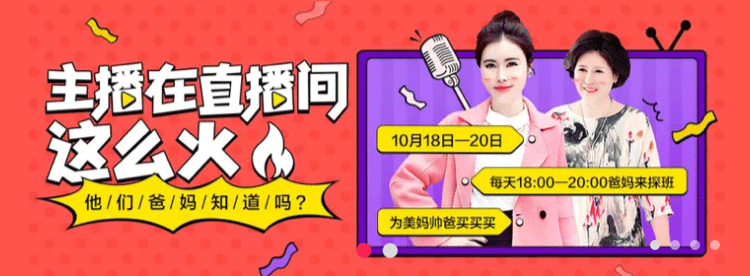 主播在直播间
这么火
他/们/爸/妈/知/道/吗?
10月18日—20日
每天18:00—20:00爸妈来探班
为美妈帅爸买买买